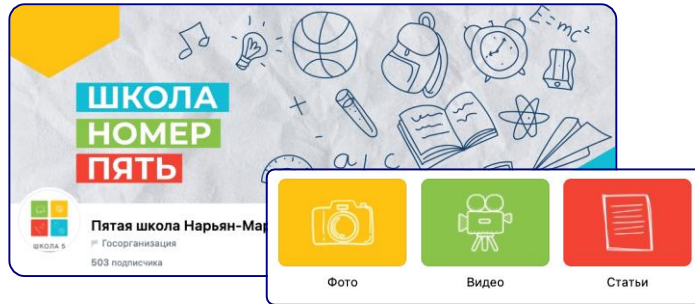 E=mc²
ШКОЛА
НОМЕР
ПЯТЬ
a/c
ШКОЛА 5
Пятая школа Нарьян-Мар
Госорганизация
503 подписчика
Фото
Видео
Статьи